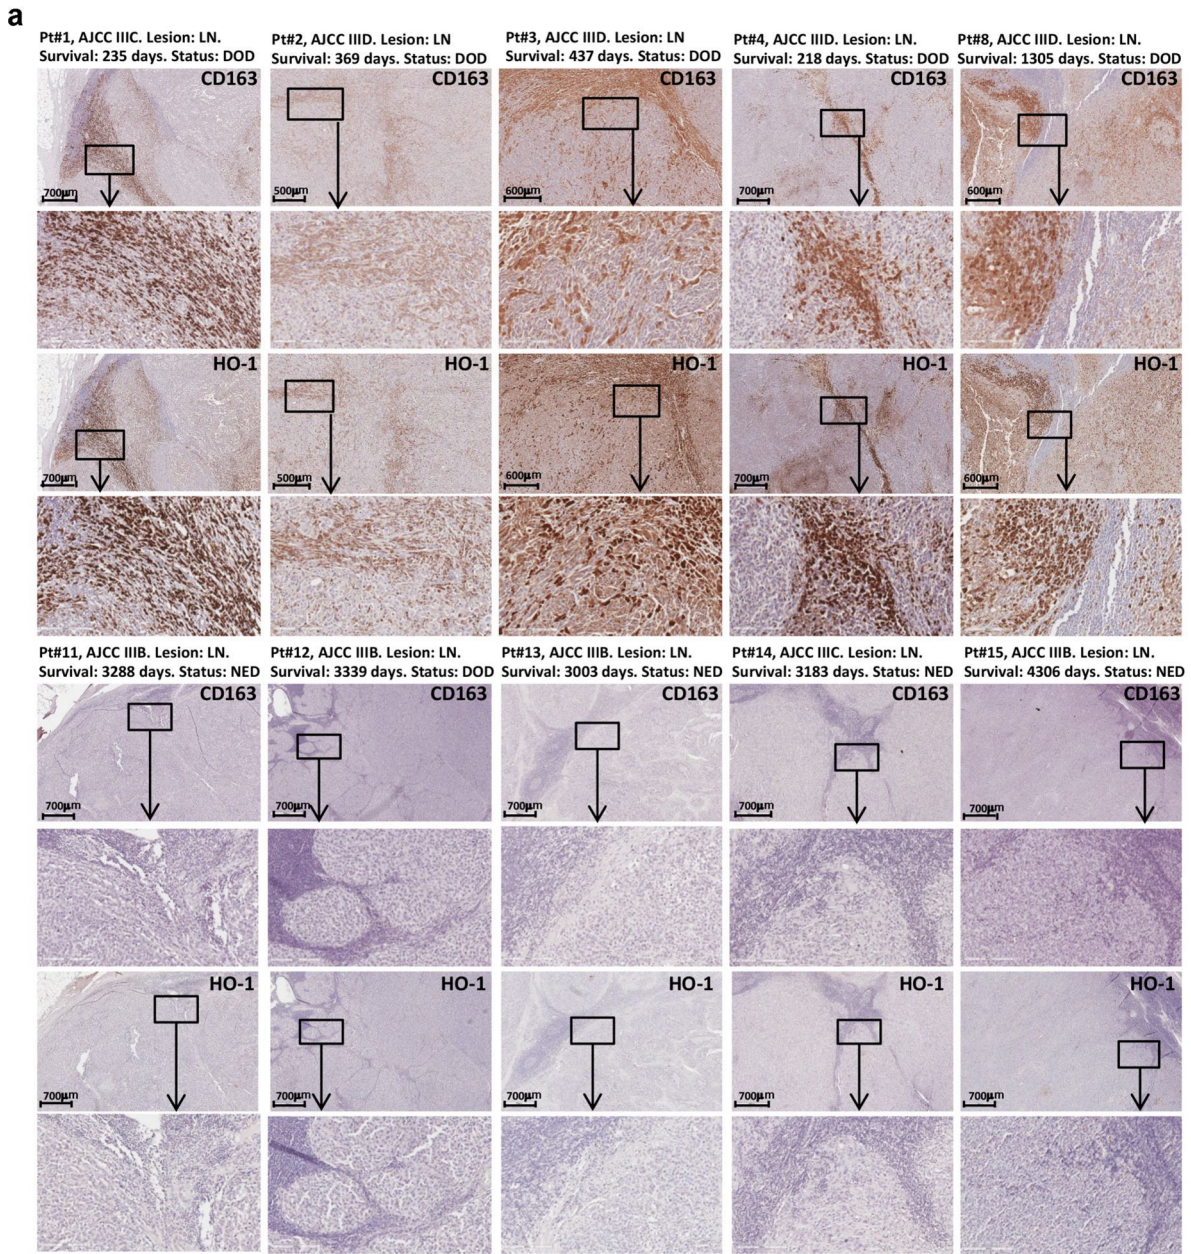 a
Pt#1, AJCC IIIC. Lesion: LN.
Survival: 235 days. Status: DOD
Pt#2, AJCC IIID. Lesion: LN
Survival: 369 days. Status: DOD
Pt#3, AJCC IIID. Lesion: LN
Survival: 437 days. Status: DOD
Pt#4, AJCC IIID. Lesion: LN.
Survival: 218 days. Status: DOD
Pt#8, AJCC IIID. Lesion: LN.
Survival: 1305 days. Status: DOD
CD163
CD163
CD163
CD163
CD163
700µm
500µm
600µm
700µm
600µm
HO-1
HO-1
HO-1
HO-1
HO-1
700µm
500µm
600µm
700µm
600µm
Pt#11, AJCC IIIB. Lesion: LN.
Survival: 3288 days. Status: NED
Pt#12, AJCC IIIB. Lesion: LN.
Survival: 3339 days. Status: DOD
Pt#13, AJCC IIIB. Lesion: LN.
Survival: 3003 days. Status: NED
Pt#14, AJCC IIIC. Lesion: LN.
Survival: 3183 days. Status: NED
Pt#15, AJCC IIIB. Lesion: LN.
Survival: 4306 days. Status: NED
CD163
CD163
CD163
CD163
CD163
700µm
700µm
700µm
700µm
700µm
HO-1
HO-1
HO-1
HO-1
HO-1
700µm
700µm
700µm
700µm
700µm